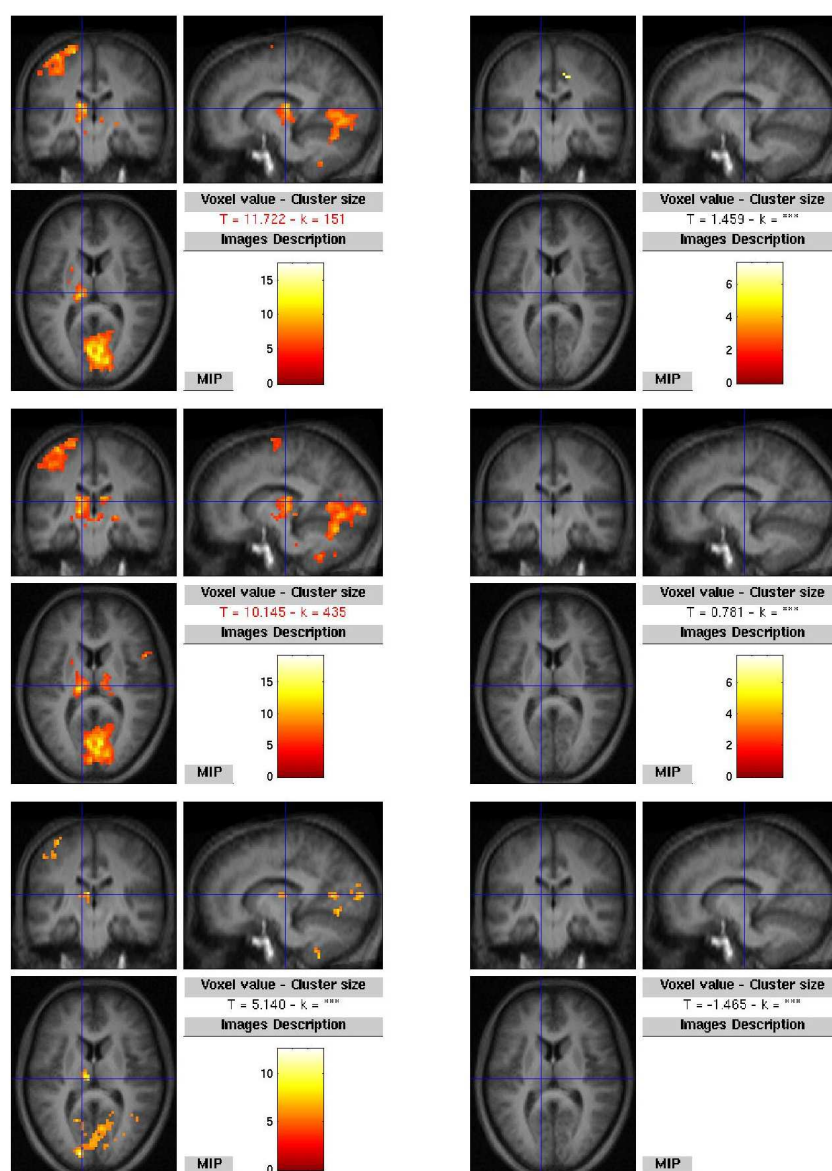 Voxel value - Cluster size
T = 11.722 - k = 151
Images Description
15
10
5
0
MIP
Voxel value - Cluster size
T = 1.459 - k = ***
Images Description
6
4
2
0
MIP
Voxel value - Cluster size
T = 10.145 - k = 435
Images Description
15
10
5
0
MIP
Voxel value - Cluster size
T = 0.781 - k = ***
Images Description
6
4
2
0
MIP
Voxel value - Cluster size
T = 5.140 - k = ***
Images Description
10
5
0
MIP
Voxel value - Cluster size
T = -1.465 - k = ***
Images Description
MIP